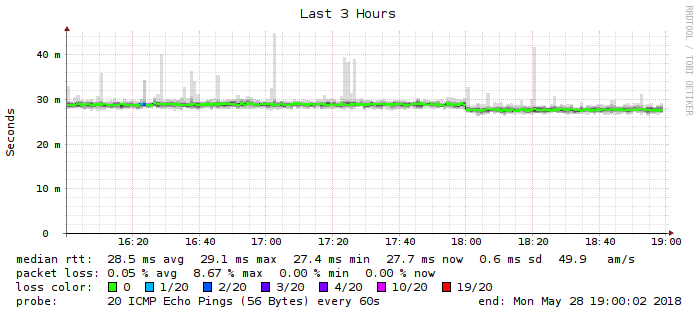 Last 3 Hours
RRDTOOL / TOBI OETIKER
Seconds
40 m
30 m
20 m
10 m
0
16:20 16:40 17:00 17:20 17:40 18:00 18:20 18:40 19:00
median rtt: 28.5 ms avg 29.1 ms max 27.4 ms min 27.7 ms now 0.6 ms sd 49.9 am/s
packet loss: 0.05 % avg 8.67 % max 0.00 % min 0.00 % now
loss color: 0 1/20 2/20 3/20 4/20 10/20 19/20
probe: 20 ICMP Echo Pings (56 Bytes) every 60s end: Mon May 28 19:00:02 2018